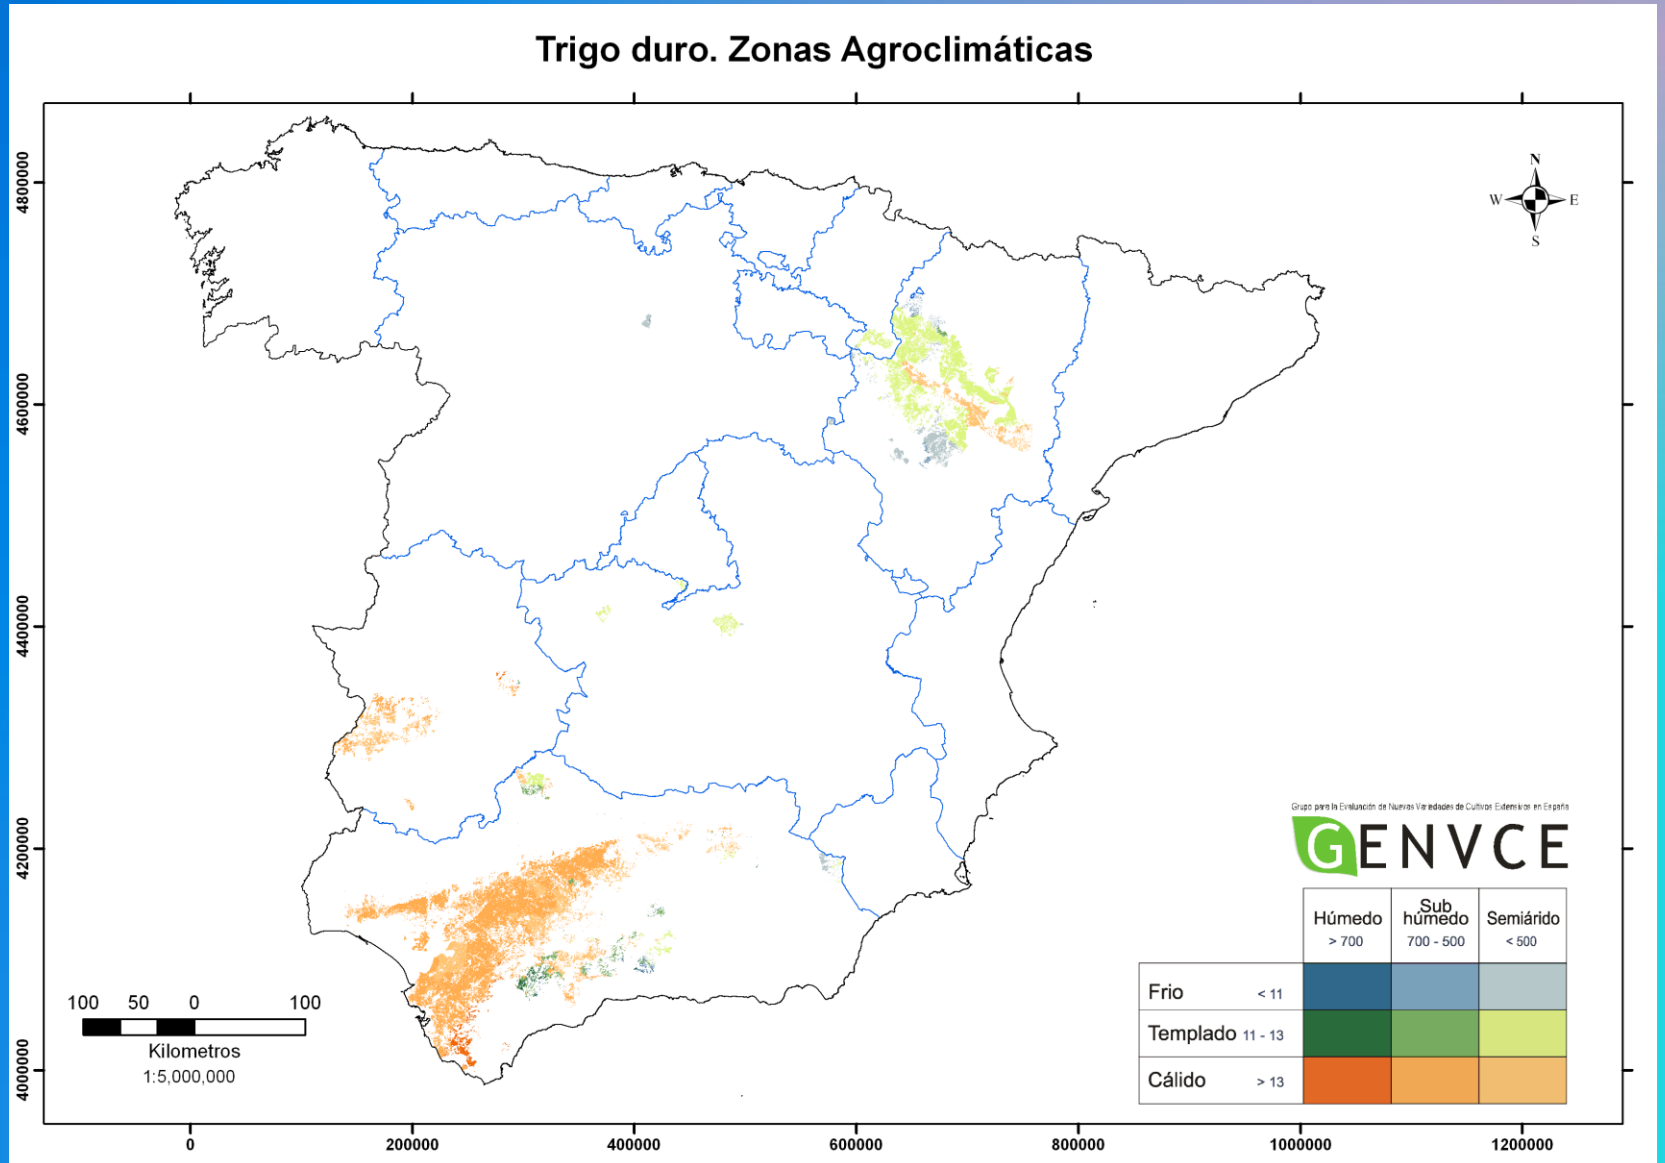 Trigo duro. Zonas Agroclimáticas
0 200000 400000 600000 800000 1000000 1200000
4800000
4600000
4400000
4200000
4000000
N
W E
S
100 50 0 100
Kilometros
1:5,000,000
Grupo para la Evaluación de Nuevas Variedades de Cultivos Extensivos en España
GENVCE
Húmedo > 700
Sub húmedo 700 - 500
Semiárido < 500
Frio < 11
Templado 11 - 13
Cálido > 13